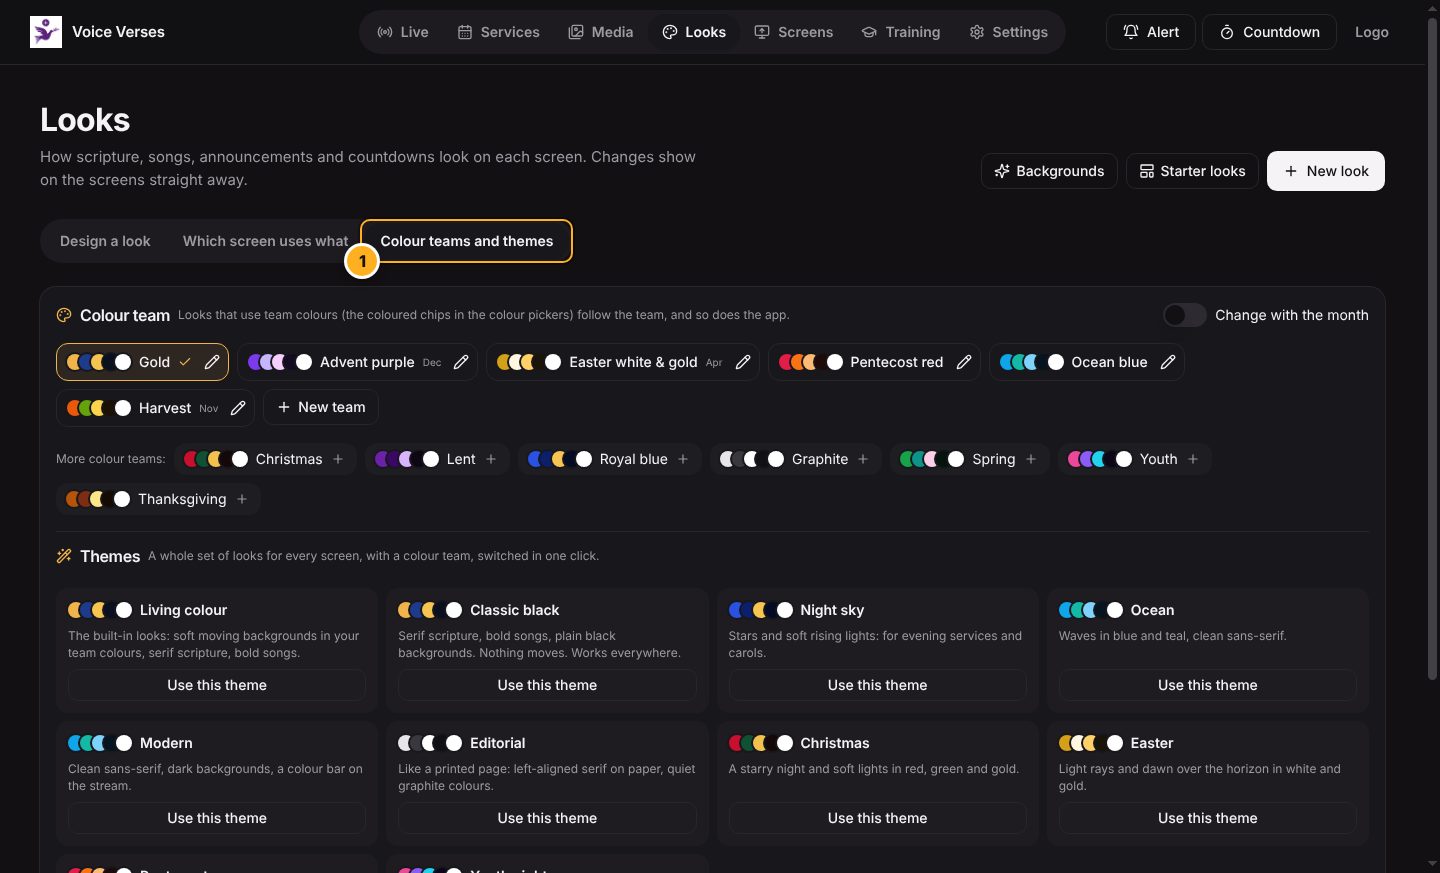 Voice Verses
Live
Services
Media
Looks
Screens
Training
Settings
Alert
Countdown
Logo
Looks
How scripture, songs, announcements and countdowns look on each screen. Changes show
on the screens straight away.
Backgrounds
Starter looks
New look
Design a look
Which screen uses what
Colour teams and themes
1
Colour team
Looks that use team colours (the coloured chips in the colour pickers) follow the team, and so does the app.
Change with the month
Gold
Advent purple Dec
Easter white & gold Apr
Pentecost red
Ocean blue
Harvest Nov
New team
More colour teams:
Christmas
Lent
Royal blue
Graphite
Spring
Youth
Thanksgiving
Themes
A whole set of looks for every screen, with a colour team, switched in one click.
Living colour
The built-in looks: soft moving backgrounds in your
team colours, serif scripture, bold songs.
Use this theme
Classic black
Serif scripture, bold songs, plain black
backgrounds. Nothing moves. Works everywhere.
Use this theme
Night sky
Stars and soft rising lights: for evening services and
carols.
Use this theme
Ocean
Waves in blue and teal, clean sans-serif.
Use this theme
Modern
Clean sans-serif, dark backgrounds, a colour bar on
the stream.
Use this theme
Editorial
Like a printed page: left-aligned serif on paper, quiet
graphite colours.
Use this theme
Christmas
A starry night and soft lights in red, green and gold.
Use this theme
Easter
Light rays and dawn over the horizon in white and
gold.
Use this theme